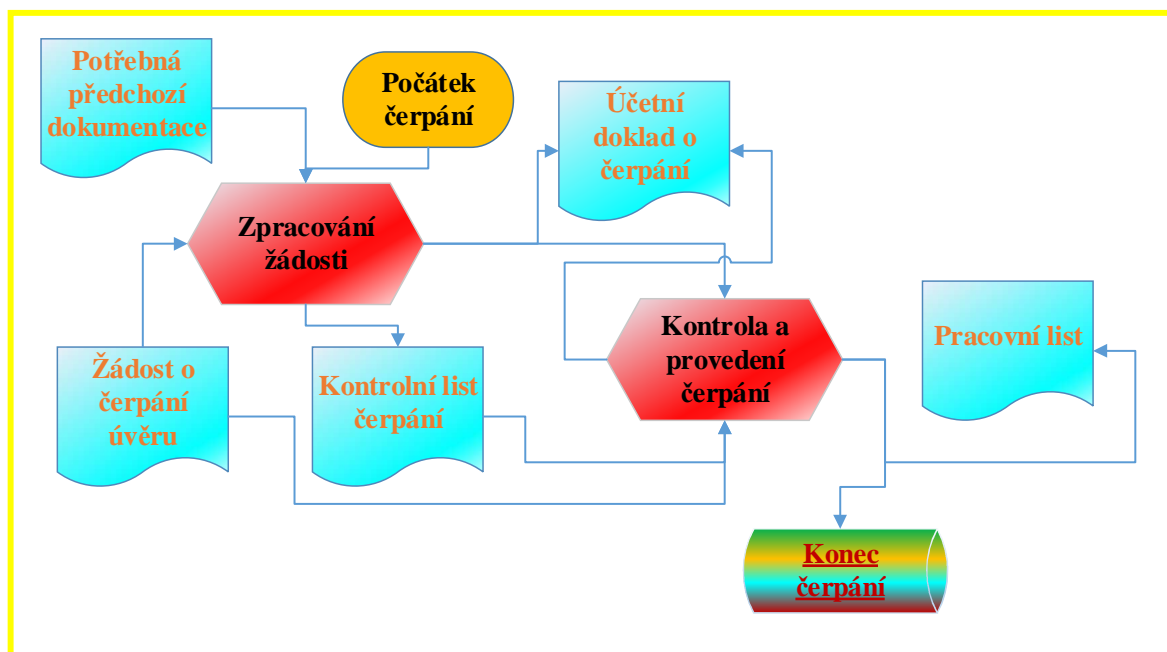 Potřebná
předchozí
dokumentace
Počátek
čerpání
Účetní
doklad o
čerpání
Zpracování
žádosti
Kontrola a
provedení
čerpání
Pracovní list
Žádost o
čerpání
úvěru
Kontrolní list
čerpání
Konec
čerpání